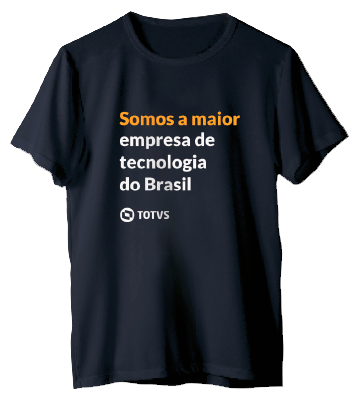 Somos a maior
empresa de
tecnologia
do Brasil
TOTVS